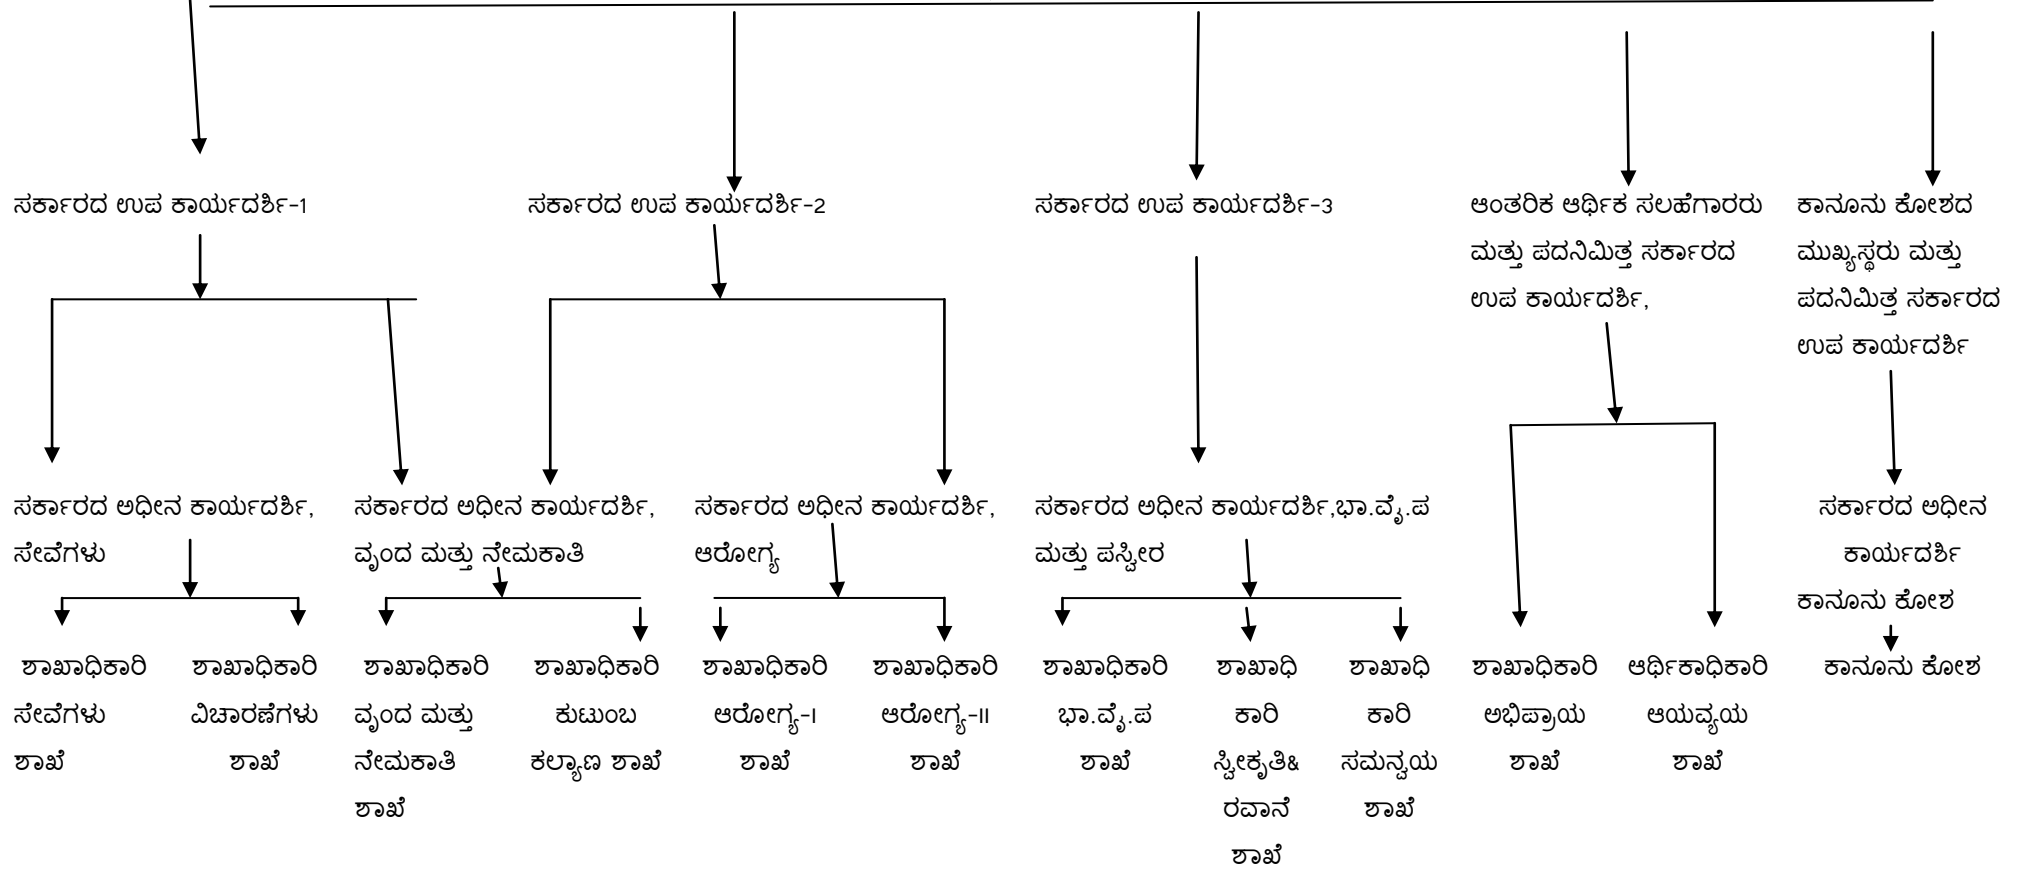 ಸರ್ಕಾರದ ಉಪ ಕಾರ್ಯದರ್ಶಿ-1
ಸರ್ಕಾರದ ಉಪ ಕಾರ್ಯದರ್ಶಿ-2
ಸರ್ಕಾರದ ಉಪ ಕಾರ್ಯದರ್ಶಿ-3
ಆಂತರಿಕ ಆರ್ಥಿಕ ಸಲಹೆಗಾರರು
ಮತ್ತು ಪದನಿಮಿತ್ತ ಸರ್ಕಾರದ
ಉಪ ಕಾರ್ಯದರ್ಶಿ,
ಕಾನೂನು ಕೋಶದ
ಮುಖ್ಯಸ್ಥರು ಮತ್ತು
ಪದನಿಮಿತ್ತ ಸರ್ಕಾರದ
ಉಪ ಕಾರ್ಯದರ್ಶಿ
ಸರ್ಕಾರದ ಅಧೀನ ಕಾರ್ಯದರ್ಶಿ,
ಸೇವೆಗಳು
ಸರ್ಕಾರದ ಅಧೀನ ಕಾರ್ಯದರ್ಶಿ,
ವೃಂದ ಮತ್ತು ನೇಮಕಾತಿ
ಸರ್ಕಾರದ ಅಧೀನ ಕಾರ್ಯದರ್ಶಿ,
ಆರೋಗ್ಯ
ಸರ್ಕಾರದ ಅಧೀನ ಕಾರ್ಯದರ್ಶಿ,ಭಾ.ವೈ.ಪ
ಮತ್ತು ಪಸ್ವೀರ
ಸರ್ಕಾರದ ಅಧೀನ
ಕಾರ್ಯದರ್ಶಿ
ಕಾನೂನು ಕೋಶ
ಶಾಖಾಧಿಕಾರಿ
ಸೇವೆಗಳು
ಶಾಖೆ
ಶಾಖಾಧಿಕಾರಿ
ವಿಚಾರಣೆಗಳು
ಶಾಖೆ
ಶಾಖಾಧಿಕಾರಿ
ವೃಂದ ಮತ್ತು
ನೇಮಕಾತಿ
ಶಾಖೆ
ಶಾಖಾಧಿಕಾರಿ
ಕುಟುಂಬ
ಕಲ್ಯಾಣ ಶಾಖೆ
ಶಾಖಾಧಿಕಾರಿ
ಆರೋಗ್ಯ-I
ಶಾಖೆ
ಶಾಖಾಧಿಕಾರಿ
ಆರೋಗ್ಯ-II
ಶಾಖೆ
ಶಾಖಾಧಿಕಾರಿ
ಭಾ.ವೈ.ಪ
ಶಾಖೆ
ಶಾಖಾಧಿ
ಕಾರಿ
ಸ್ವೀಕೃತಿ&
ರವಾನೆ
ಶಾಖೆ
ಶಾಖಾಧಿ
ಕಾರಿ
ಸಮನ್ವಯ
ಶಾಖೆ
ಶಾಖಾಧಿಕಾರಿ
ಅಭಿಪ್ರಾಯ
ಶಾಖೆ
ಆರ್ಥಿಕಾಧಿಕಾರಿ
ಆಯವ್ಯಯ
ಶಾಖೆ
ಕಾನೂನು ಕೋಶ